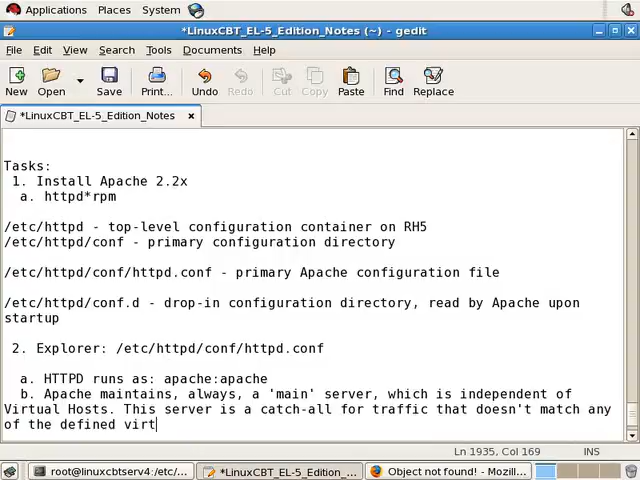 Applications Places System
*LinuxCBT_EL-5_Edition_Notes (~) - gedit
File Edit View Search Tools Documents Help
New Open Save Print... Undo Redo Cut Copy Paste Find Replace
*LinuxCBT_EL-5_Edition_Notes
Tasks:
1. Install Apache 2.2x
a. httpd*rpm
/etc/httpd - top-level configuration container on RH5
/etc/httpd/conf - primary configuration directory
/etc/httpd/conf/httpd.conf - primary Apache configuration file
/etc/httpd/conf.d - drop-in configuration directory, read by Apache upon
startup
2. Explorer: /etc/httpd/conf/httpd.conf
a. HTTPD runs as: apache:apache
b. Apache maintains, always, a 'main' server, which is independent of
Virtual Hosts. This server is a catch-all for traffic that doesn't match any
of the defined virt
Ln 1935, Col 169 INS
root@linuxcbtserv4:/etc/... *LinuxCBT_EL-5_Edition_... Object not found! - Mozill...